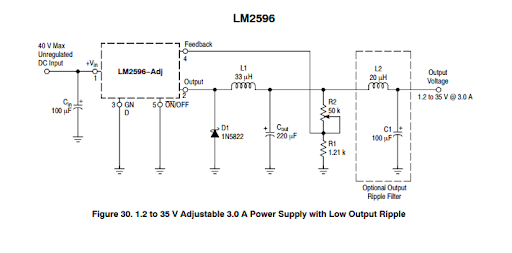 LM2596
40 V Max
Unregulated
DC Input
+Vin
1
LM2596-Adj
Feedback
4
Output
2
3 GN
D
5 ON/OFF
Cin
100 µF
L1
33 µH
D1
1N5822
Cout
220 µF
R2
50 k
R1
1.21 k
L2
20 µH
C1
100 µF
Output
Voltage
1.2 to 35 V @ 3.0 A
Optional Output
Ripple Filter
Figure 30. 1.2 to 35 V Adjustable 3.0 A Power Supply with Low Output Ripple